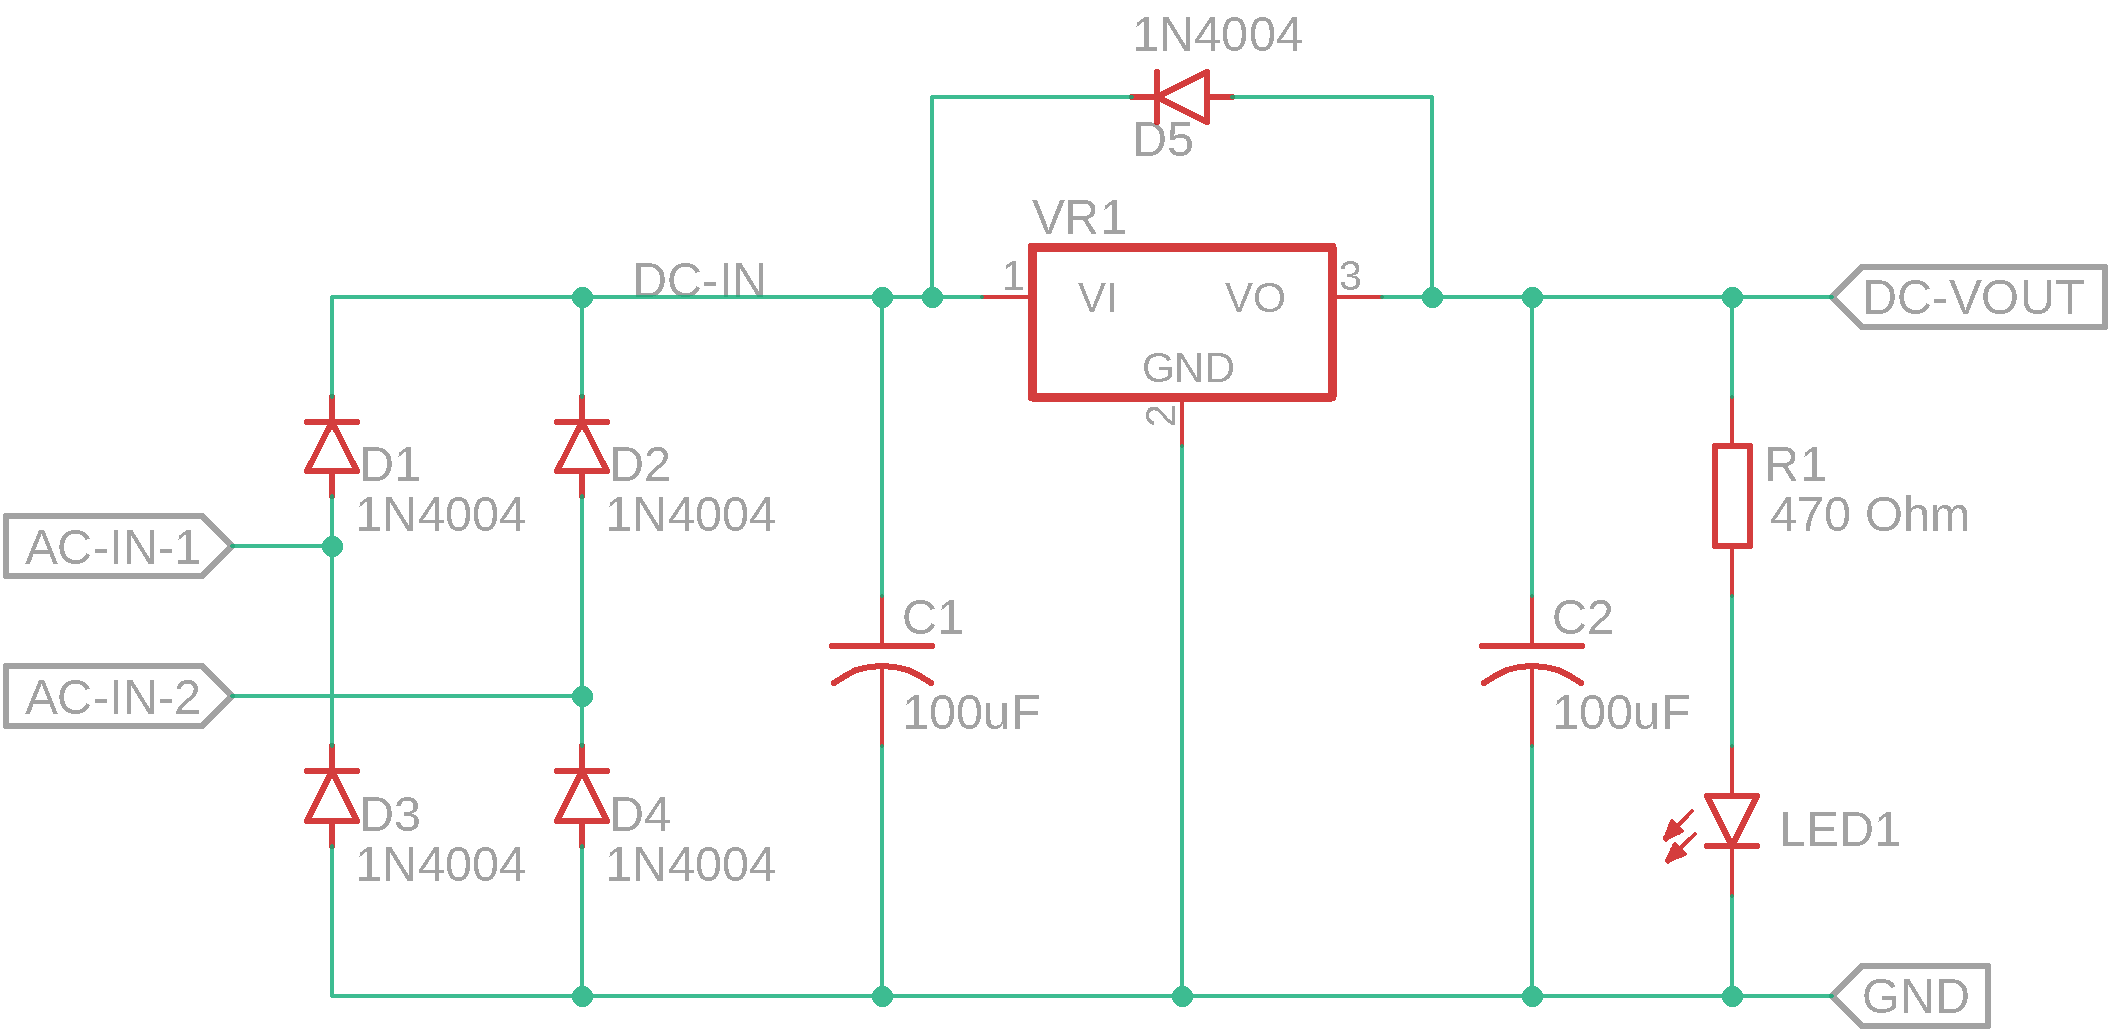 1N4004
D5
VR1
DC-IN
1
VI
VO
3
DC-VOUT
GND
2
D1
1N4004
D2
1N4004
R1
470 Ohm
AC-IN-1
AC-IN-2
C1
100uF
C2
100uF
D3
1N4004
D4
1N4004
LED1
GND